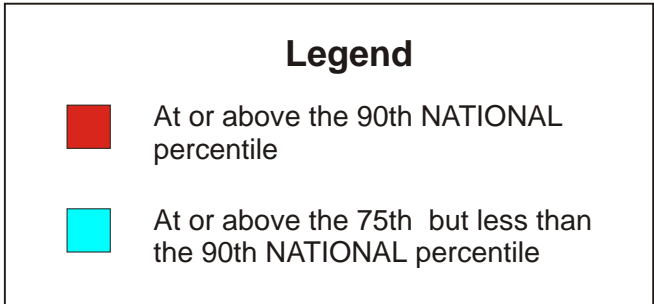 Legend
At or above the 90th NATIONAL
percentile
At or above the 75th  but less than
the 90th NATIONAL percentile